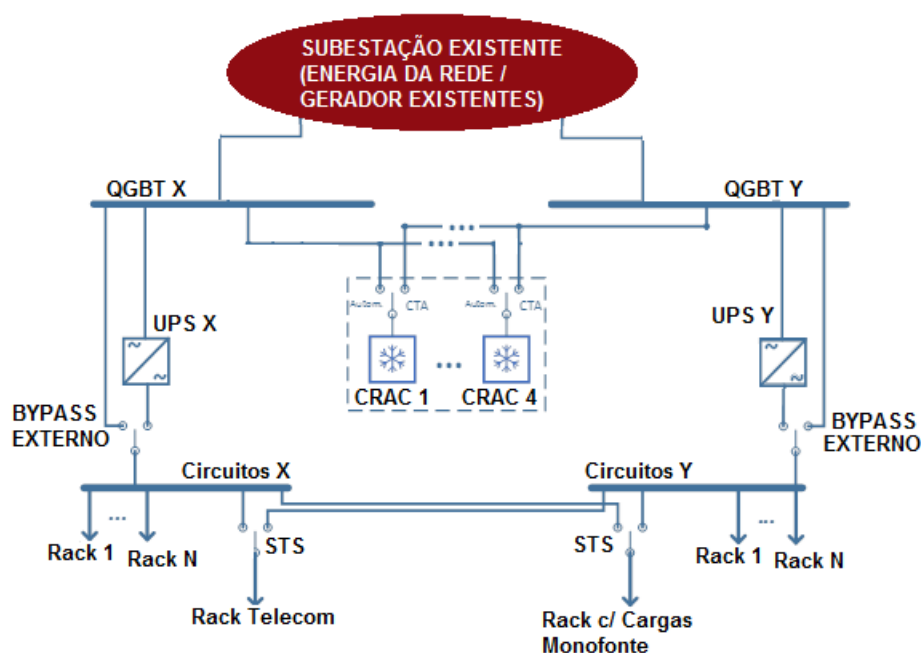 SUBESTAÇÃO EXISTENTE
(ENERGIA DA REDE /
GERADOR EXISTENTES)
QGBT X
QGBT Y
...
...
Autom.
CTA
Autom.
CTA
UPS X
UPS Y
~
~
~
~
...
CRAC 1
CRAC 4
BYPASS
EXTERNO
BYPASS
EXTERNO
Circuitos X
Circuitos Y
...
...
Rack 1
Rack N
STS
STS
Rack 1
Rack N
Rack Telecom
Rack c/ Cargas
Monofonte